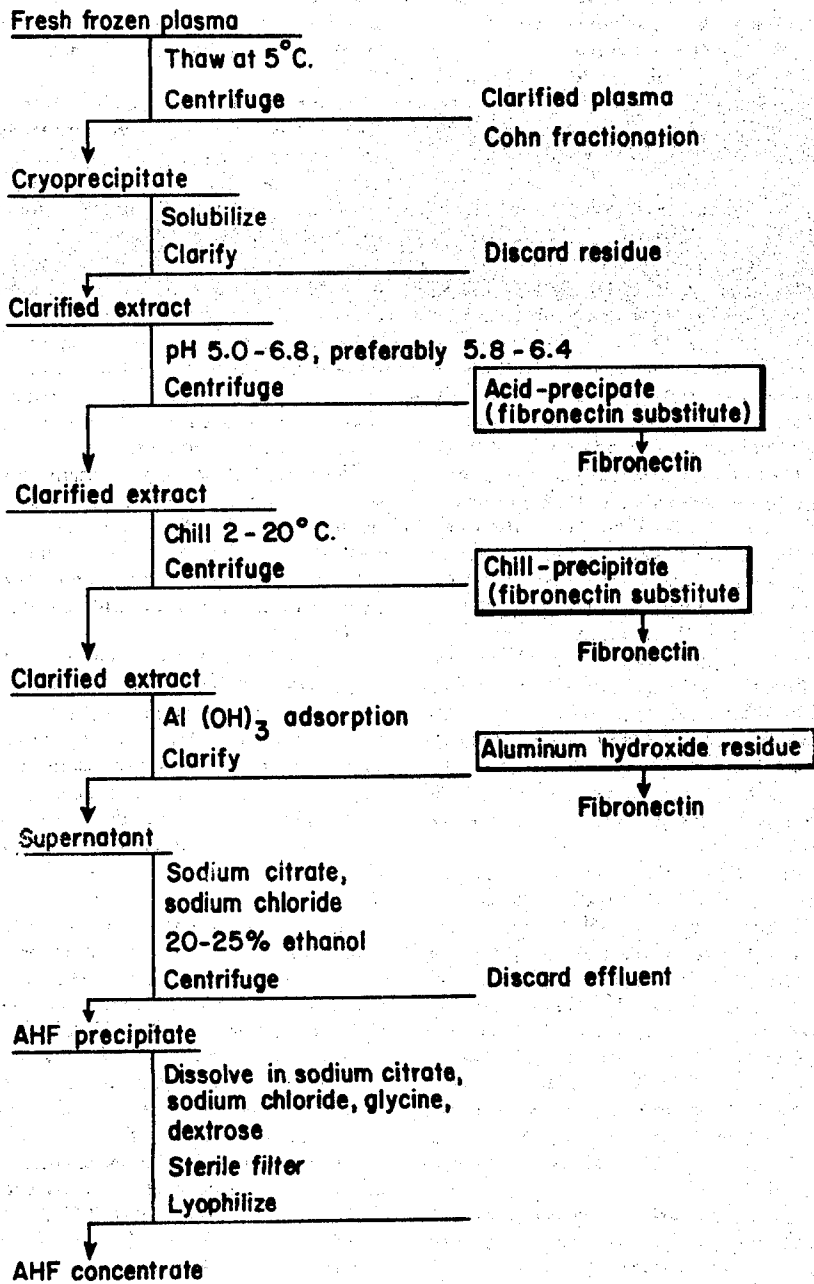 Fresh frozen plasma
Thaw at 5°C.
Centrifuge
Clarified plasma
Cohn fractionation
Cryoprecipitate
Solubilize
Clarify
Discard residue
Clarified extract
pH 5.0-6.8, preferably 5.8-6.4
Centrifuge
Acid-precipate
(fibronectin substitute)
Fibronectin
Clarified extract
Chill 2-20°C.
Centrifuge
Chill-precipitate
(fibronectin substitute
Fibronectin
Clarified extract
Al (OH)3 adsorption
Clarify
Aluminum hydroxide residue
Fibronectin
Supernatant
Sodium citrate,
sodium chloride
20-25% ethanol
Centrifuge
Discard effluent
AHF precipitate
Dissolve in sodium citrate,
sodium chloride, glycine,
dextrose
Sterile filter
Lyophilize
AHF concentrate